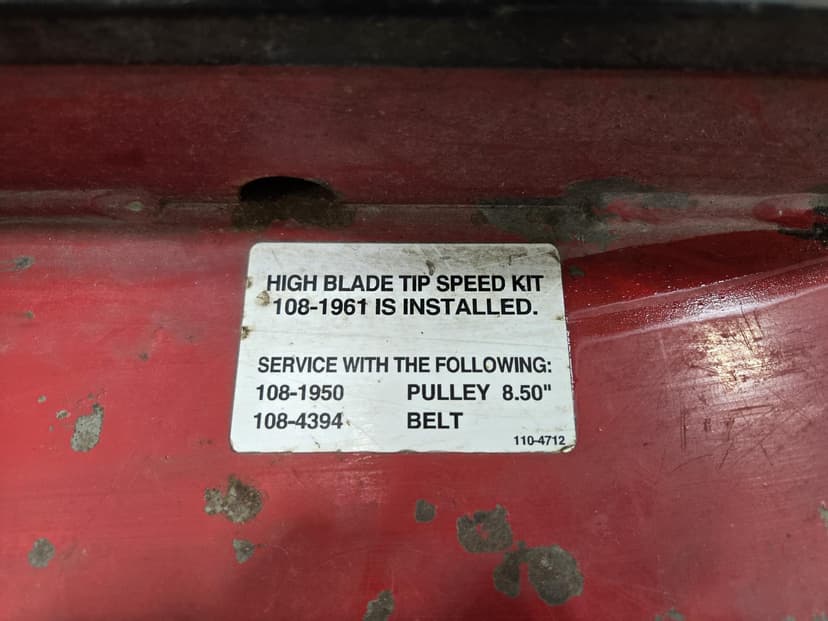 HIGH BLADE TIP SPEED KIT
108-1961 IS INSTALLED.
SERVICE WITH THE FOLLOWING:
108-1950 PULLEY 8.50"
108-4394 BELT
110-4712